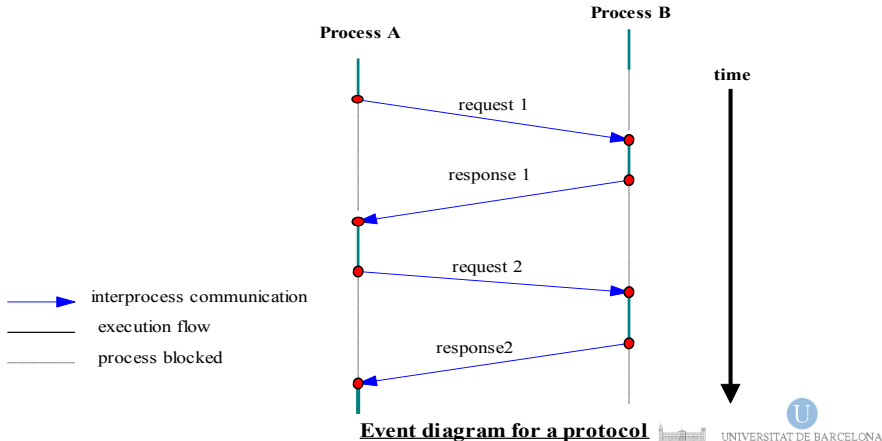 Process A
Process B
time
request 1
response 1
request 2
response2
interprocess communication
execution flow
process blocked
Event diagram for a protocol
U
UNIVERSITAT DE BARCELONA